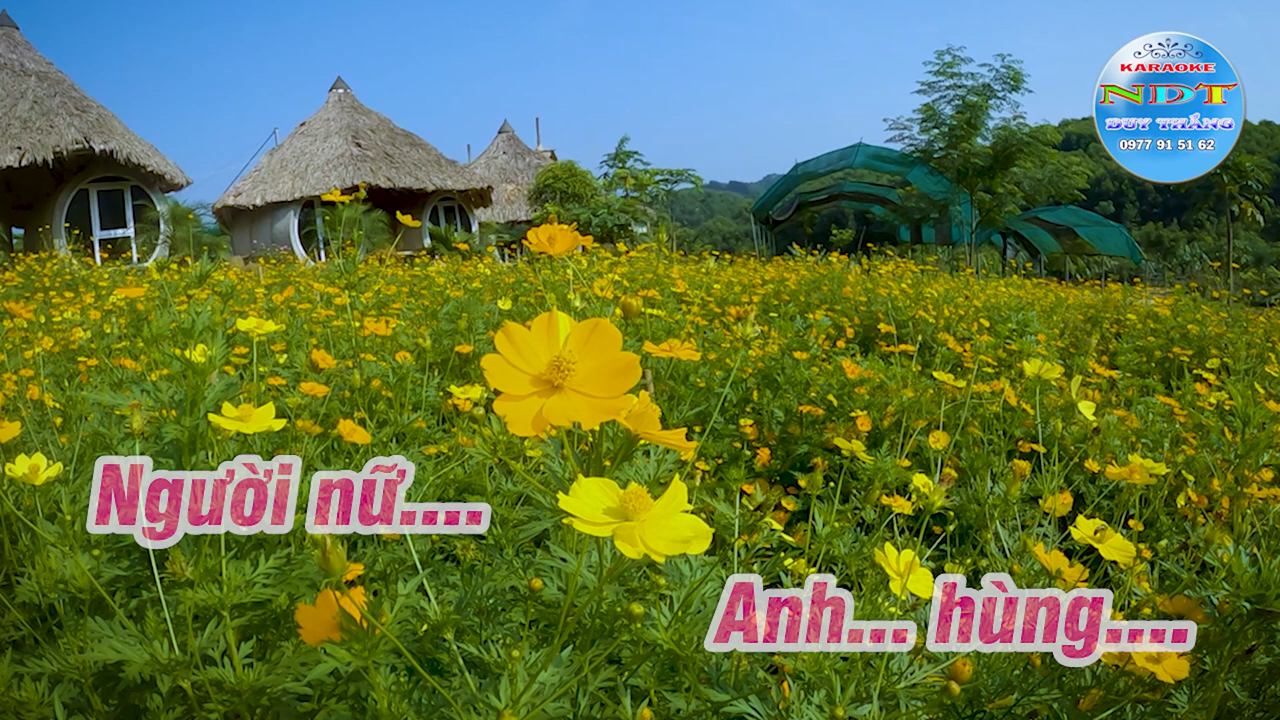 KARAOKE
NDT
DUY THẮNG
0977 91 51 62
Người nữ....
Anh... hùng....